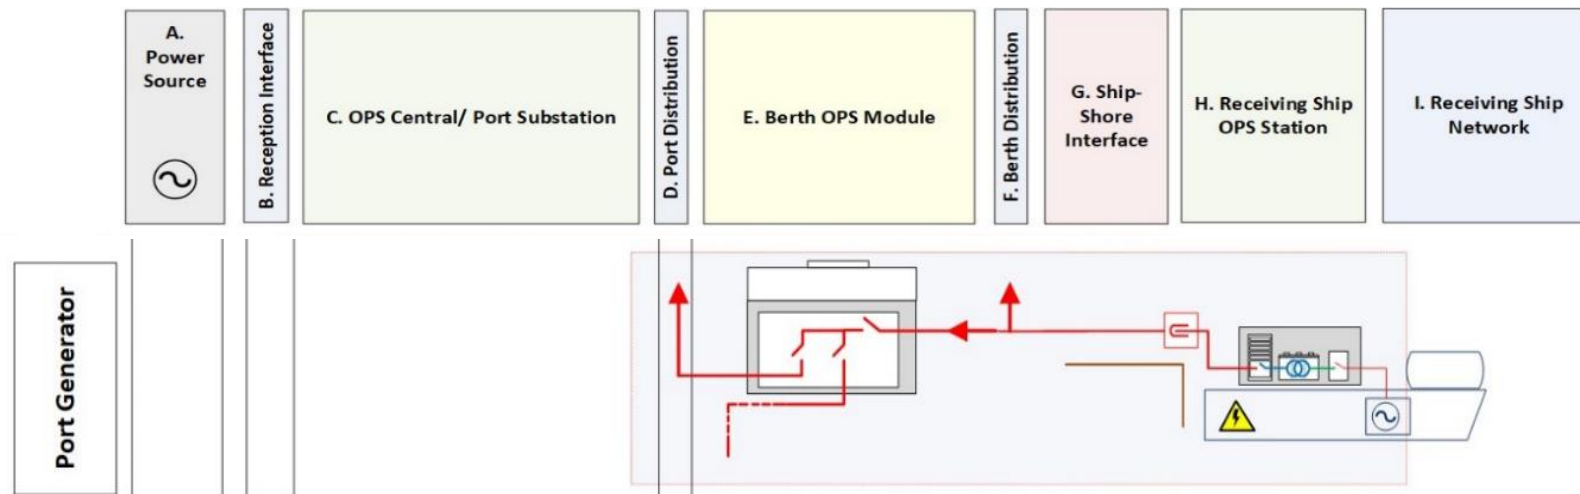 A.
Power
Source
B. Reception Interface
C. OPS Central/ Port Substation
D. Port Distribution
E. Berth OPS Module
F. Berth Distribution
G. Ship-
Shore
Interface
H. Receiving Ship
OPS Station
I. Receiving Ship
Network
Port Generator